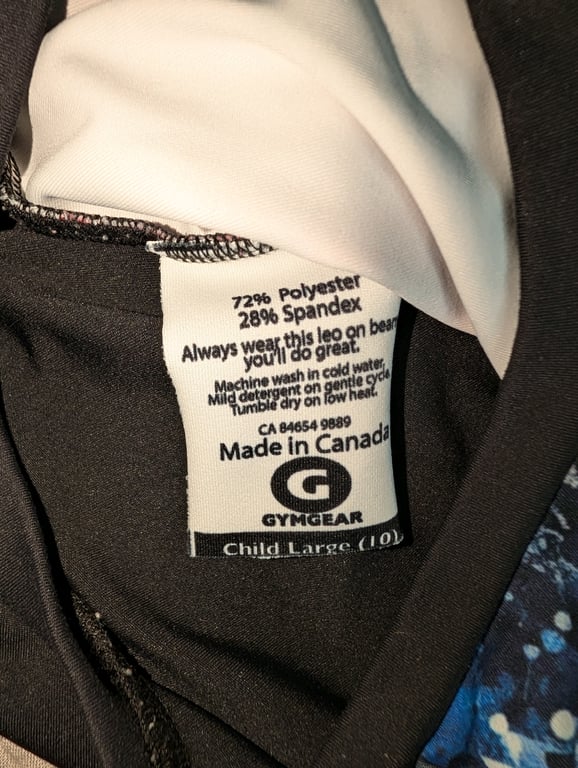 72% Polyester
28% Spandex
Always wear this leo on beam
you'll do great.
Machine wash in cold water,
Mild detergent on gentle cycle
Tumble dry on low heat.
CA 84654 9889
Made in Canada
G
GYMGEAR
Child Large (10)